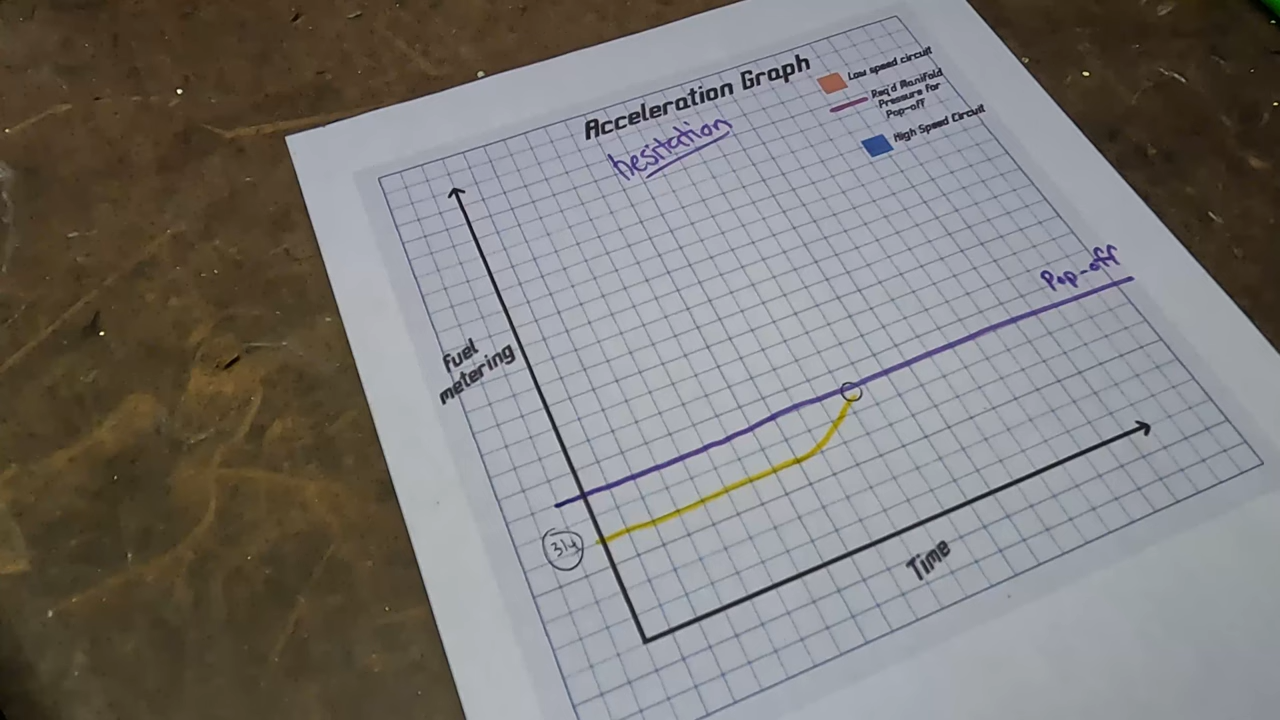 Acceleration Graph
hesitation
Low speed circuit
Req'd Manifold
Pressure for
Pop-off
High Speed Circuit
Pop-off
fuel
metering
3/4
Time